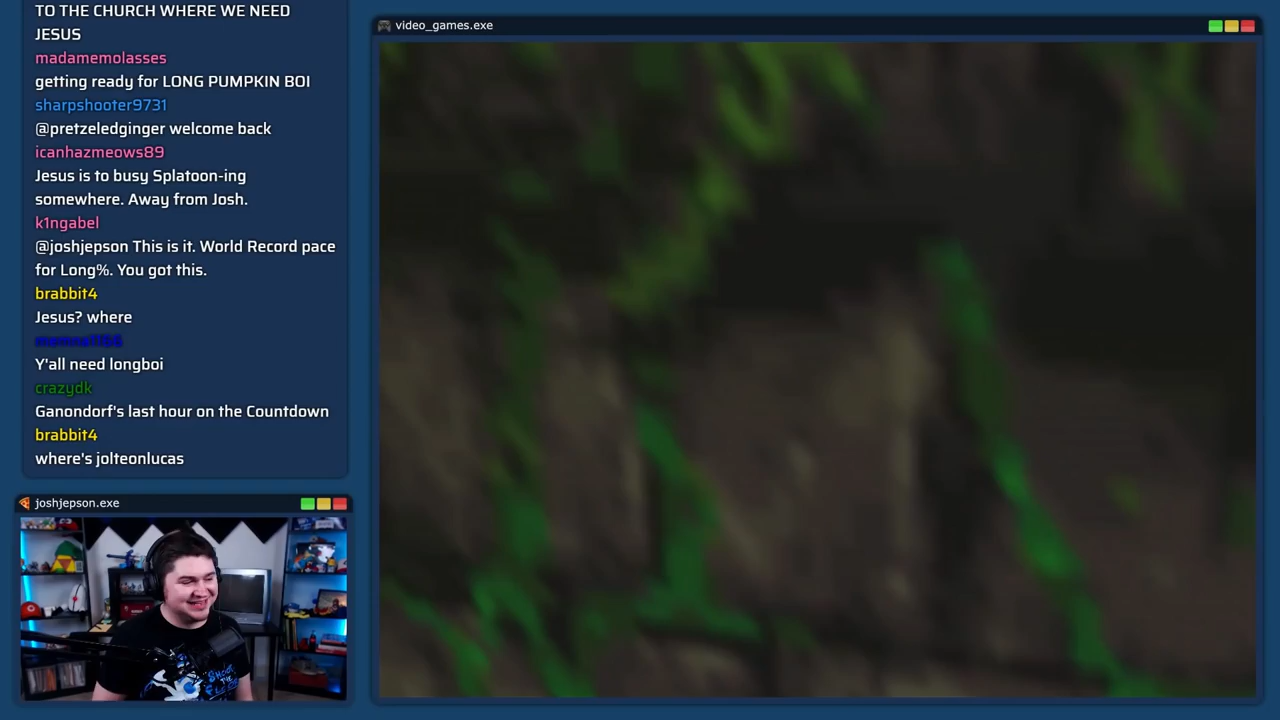 TO THE CHURCH WHERE WE NEED
JESUS
madamemolasses
getting ready for LONG PUMPKIN BOI
sharpshooter9731
@pretzeledginger welcome back
icanhazmeows89
Jesus is to busy Splatoon-ing
somewhere. Away from Josh.
k1ngabel
@joshjepson This is it. World Record pace
for Long%. You got this.
brabbit4
Jesus? where
Y'all need longboi
crazydk
Ganondorf's last hour on the Countdown
brabbit4
where's jolteonlucas
joshjepson.exe
video_games.exe